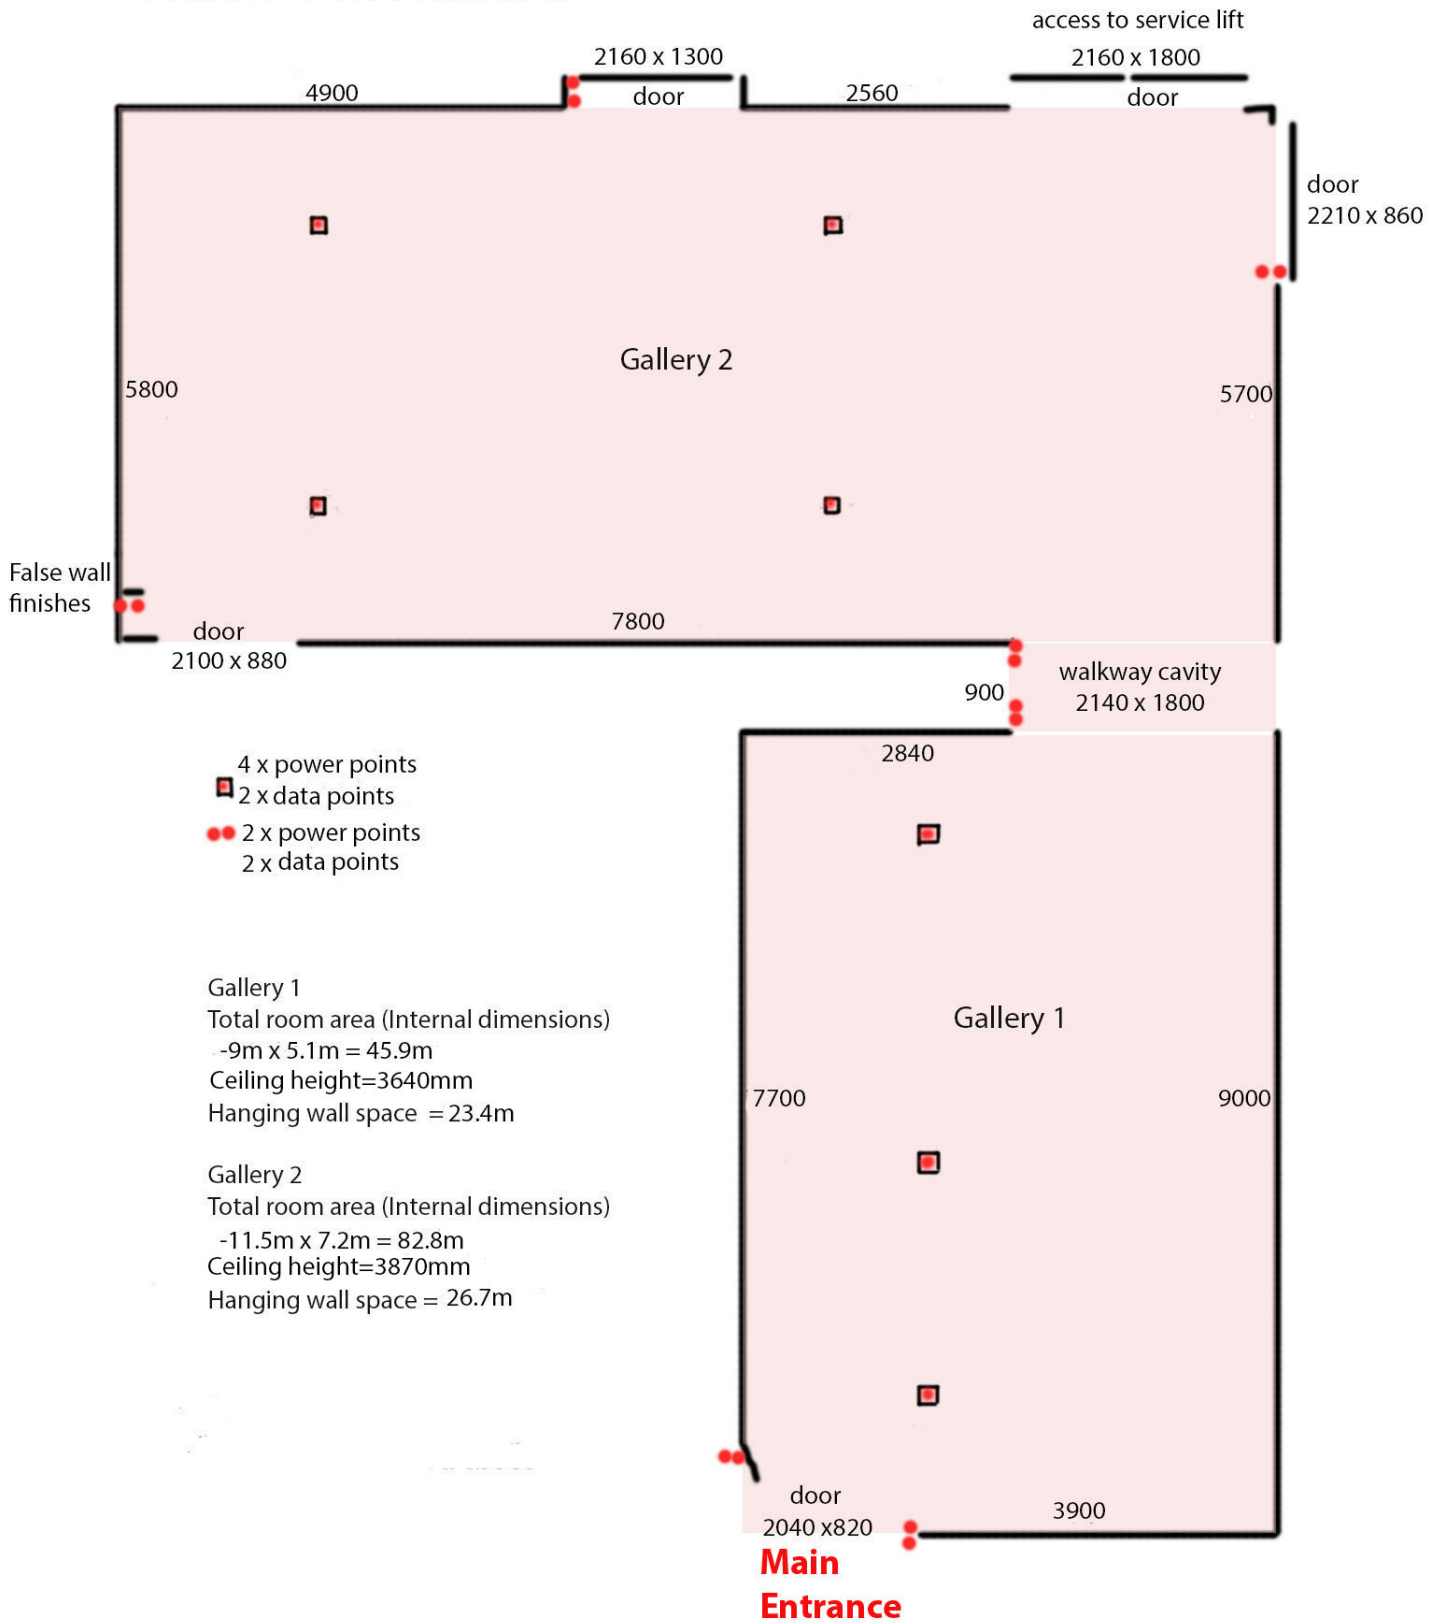 access to service lift
2160 x 1300
2160 x 1800
4900
door
2560
door
door
2210 x 860
Gallery 2
5800
5700
False wall
finishes
7800
door
2100 x 880
walkway cavity
2140 x 1800
900
2840
4 x power points
2 x data points
2 x power points
2 x data points
Gallery 1
Total room area (Internal dimensions)
-9m x 5.1m = 45.9m
Ceiling height=3640mm
Hanging wall space = 23.4m
Gallery 1
7700
9000
Gallery 2
Total room area (Internal dimensions)
-11.5m x 7.2m = 82.8m
Ceiling height=3870mm
Hanging wall space = 26.7m
door
2040 x820
3900
Main
Entrance